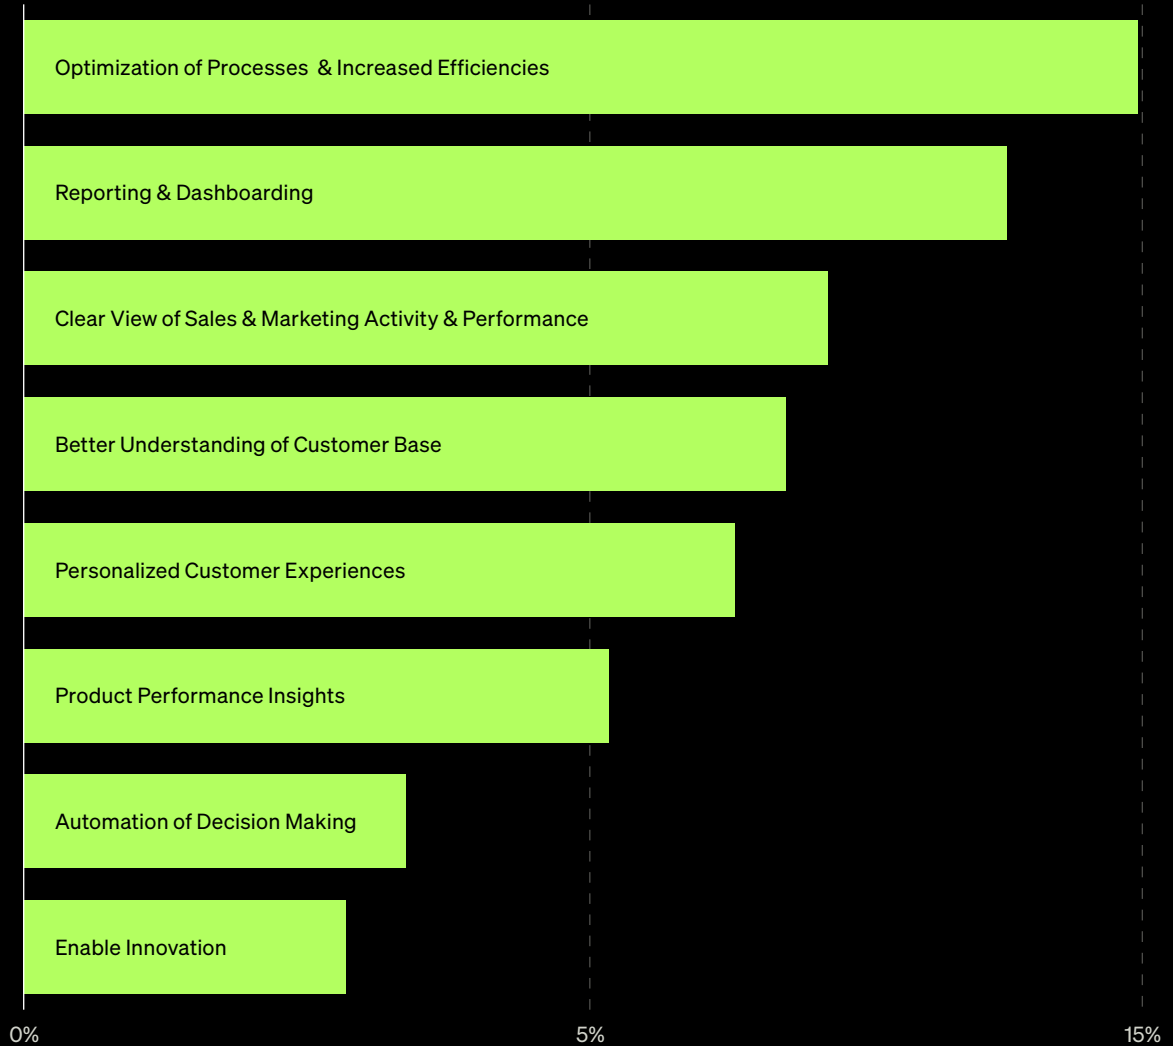 Optimization of Processes  & Increased Efficiencies
Reporting & Dashboarding
Clear View of Sales & Marketing Activity & Performance
Better Understanding of Customer Base
Personalized Customer Experiences
Product Performance Insights
Automation of Decision Making
Enable Innovation
0% 5% 15%